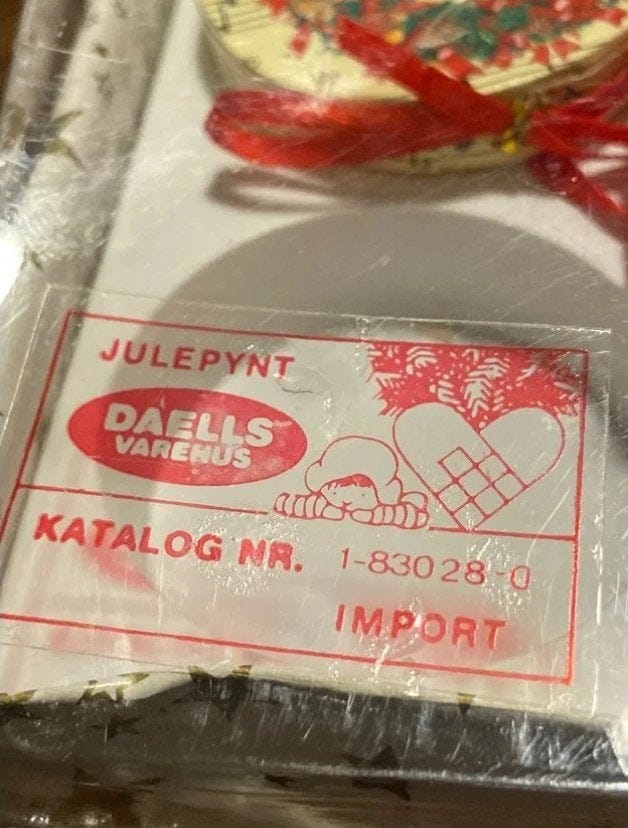 JULEPYNT
DAELLS
VAREHUS
KATALOG NR. 1-83028-0
IMPORT